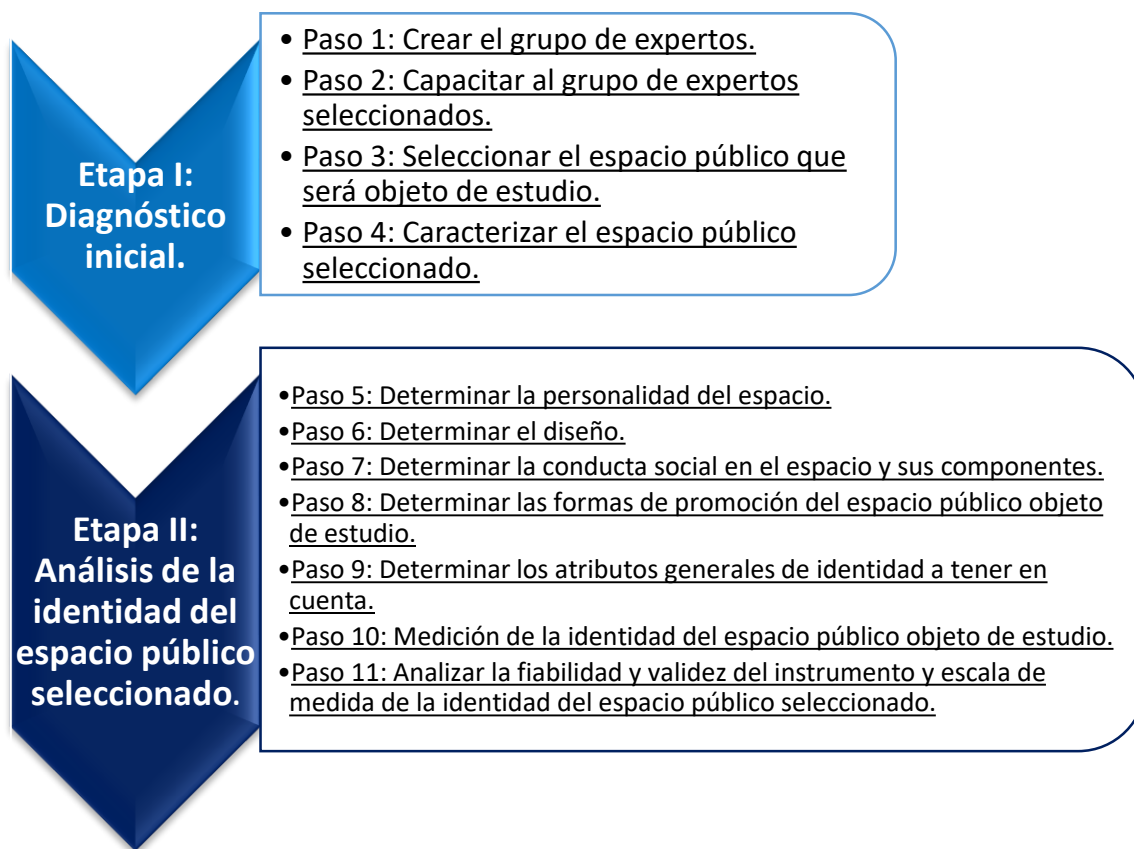 Etapa I:
Diagnóstico
inicial.
• Paso 1: Crear el grupo de expertos.
• Paso 2: Capacitar al grupo de expertos
seleccionados.
• Paso 3: Seleccionar el espacio público que
será objeto de estudio.
• Paso 4: Caracterizar el espacio público
seleccionado.
Etapa II:
Análisis de la
identidad del
espacio público
seleccionado.
•Paso 5: Determinar la personalidad del espacio.
•Paso 6: Determinar el diseño.
•Paso 7: Determinar la conducta social en el espacio y sus componentes.
•Paso 8: Determinar las formas de promoción del espacio público objeto
de estudio.
•Paso 9: Determinar los atributos generales de identidad a tener en
cuenta.
•Paso 10: Medición de la identidad del espacio público objeto de estudio.
•Paso 11: Analizar la fiabilidad y validez del instrumento y escala de
medida de la identidad del espacio público seleccionado.